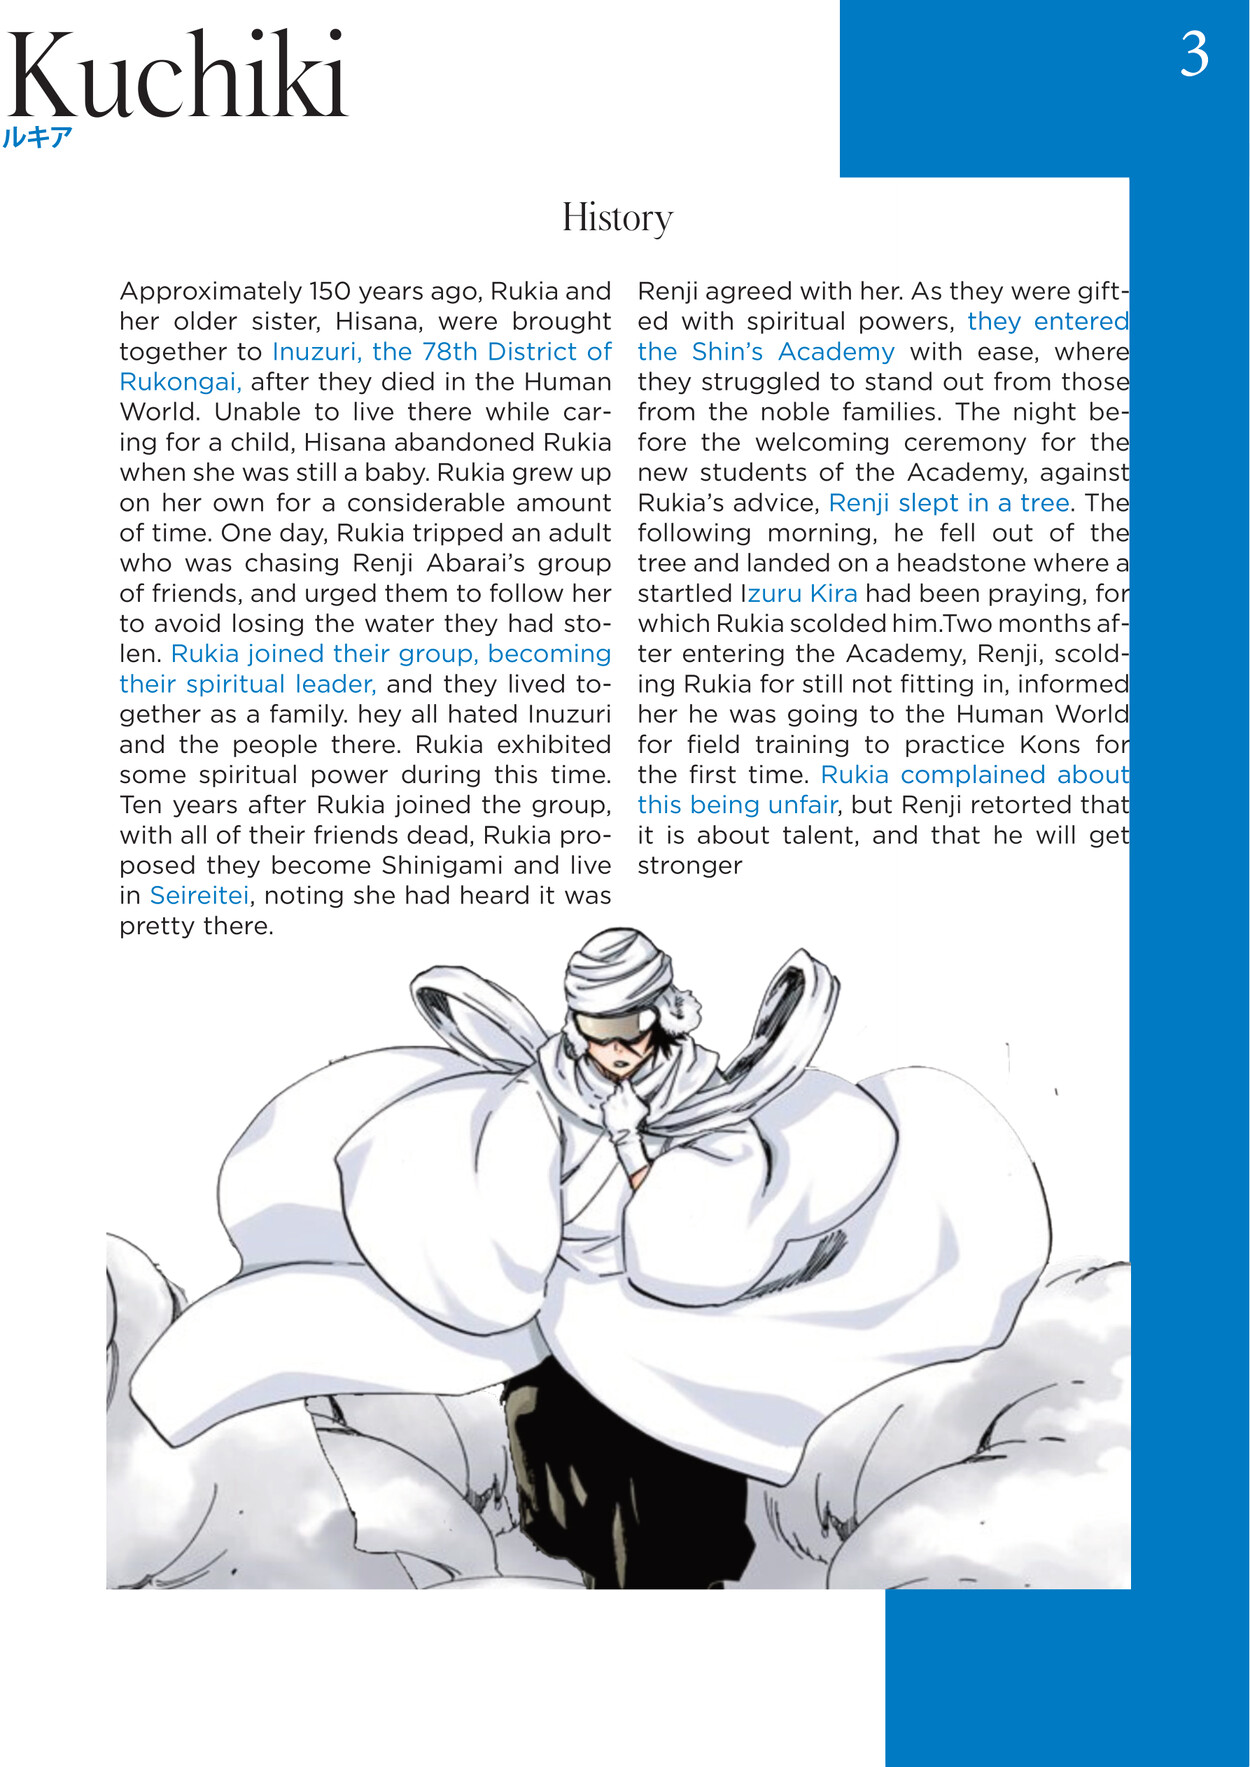 Kuchiki
ルキア
3
History
Approximately 150 years ago, Rukia and
her older sister, Hisana, were brought
together to Inuzuri, the 78th District of
Rukongai, after they died in the Human
World. Unable to live there while car-
ing for a child, Hisana abandoned Rukia
when she was still a baby. Rukia grew up
on her own for a considerable amount
of time. One day, Rukia tripped an adult
who was chasing Renji Abarai’s group
of friends, and urged them to follow her
to avoid losing the water they had sto-
len. Rukia joined their group, becoming
their spiritual leader, and they lived to-
gether as a family. hey all hated Inuzuri
and the people there. Rukia exhibited
some spiritual power during this time.
Ten years after Rukia joined the group,
with all of their friends dead, Rukia pro-
posed they become Shinigami and live
in Seireitei, noting she had heard it was
pretty there.
Renji agreed with her. As they were gift-
ed with spiritual powers, they entered
the Shin’s Academy with ease, where
they struggled to stand out from those
from the noble families. The night be-
fore the welcoming ceremony for the
new students of the Academy, against
Rukia’s advice, Renji slept in a tree. The
following morning, he fell out of the
tree and landed on a headstone where a
startled Izuru Kira had been praying, for
which Rukia scolded him.Two months af-
ter entering the Academy, Renji, scold-
ing Rukia for still not fitting in, informed
her he was going to the Human World
for field training to practice Kons for
the first time. Rukia complained about
this being unfair, but Renji retorted that
it is about talent, and that he will get
stronger